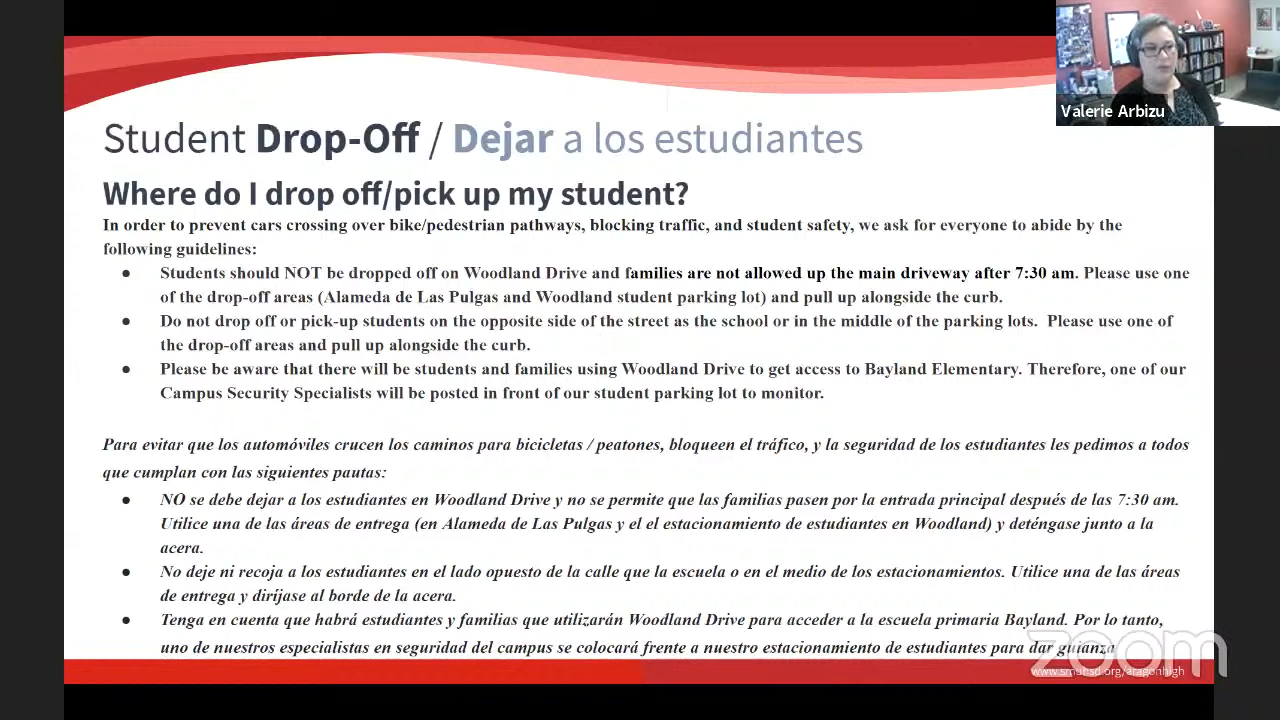 Valerie Arbizu
Student Drop-Off / Dejar a los estudiantes
Where do I drop off/pick up my student?
In order to prevent cars crossing over bike/pedestrian pathways, blocking traffic, and student safety, we ask for everyone to abide by the
following guidelines:
● Students should NOT be dropped off on Woodland Drive and families are not allowed up the main driveway after 7:30 am. Please use one
of the drop-off areas (Alameda de Las Pulgas and Woodland student parking lot) and pull up alongside the curb.
● Do not drop off or pick-up students on the opposite side of the street as the school or in the middle of the parking lots. Please use one of
the drop-off areas and pull up alongside the curb.
● Please be aware that there will be students and families using Woodland Drive to get access to Bayland Elementary. Therefore, one of our
Campus Security Specialists will be posted in front of our student parking lot to monitor.
Para evitar que los automóviles crucen los caminos para bicicletas / peatones, bloqueen el tráfico, y la seguridad de los estudiantes les pedimos a todos
que cumplan con las siguientes pautas:
● NO se debe dejar a los estudiantes en Woodland Drive y no se permite que las familias pasen por la entrada principal después de las 7:30 am.
Utilice una de las áreas de entrega (en Alameda de Las Pulgas y el el estacionamiento de estudiantes en Woodland) y deténgase junto a la
acera.
● No deje ni recoja a los estudiantes en el lado opuesto de la calle que la escuela o en el medio de los estacionamientos. Utilice una de las áreas
de entrega y diríjase al borde de la acera.
● Tenga en cuenta que habrá estudiantes y familias que utilizarán Woodland Drive para acceder a la escuela primaria Bayland. Por lo tanto,
uno de nuestros especialistas en seguridad del campus se colocará frente a nuestro estacionamiento de estudiantes para dar guianza
zoom
www.smuhsd.org/aragonhigh